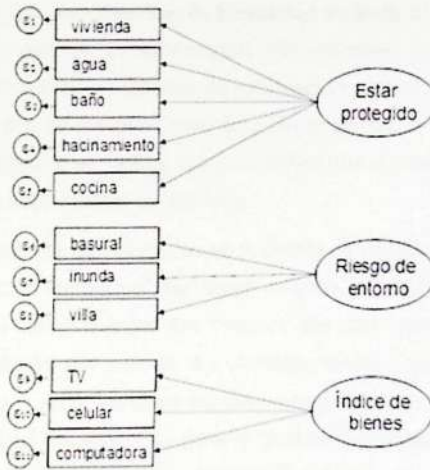 vivienda
agua
baño
hacinamiento
cocina
Estar
protegido
basural
inunda
villa
Riesgo de
entorno
TV
celular
computadora
Índice de
bienes